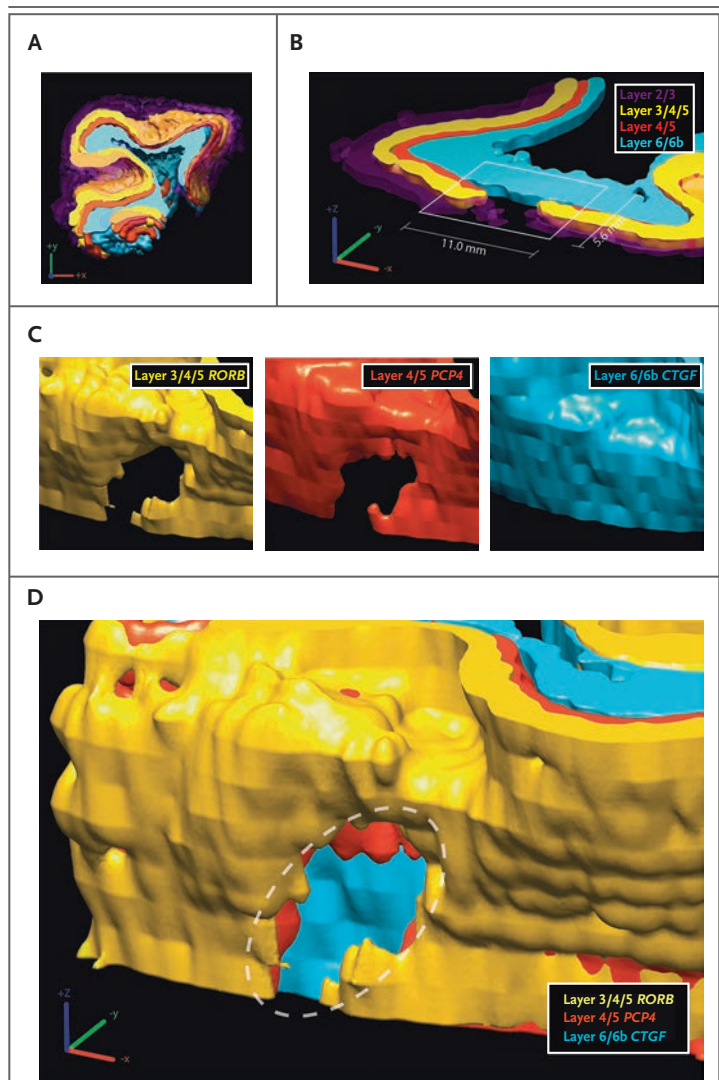 A
+y
+x
B
Layer 2/3
Layer 3/4/5
Layer 4/5
Layer 6/6b
+Z
-y
-x
11.0 mm
5.6 mm
C
Layer 3/4/5 RORB
Layer 4/5 PCP4
Layer 6/6b CTGF
D
+Z
-y
-x
Layer 3/4/5 RORB
Layer 4/5 PCP4
Layer 6/6b CTGF